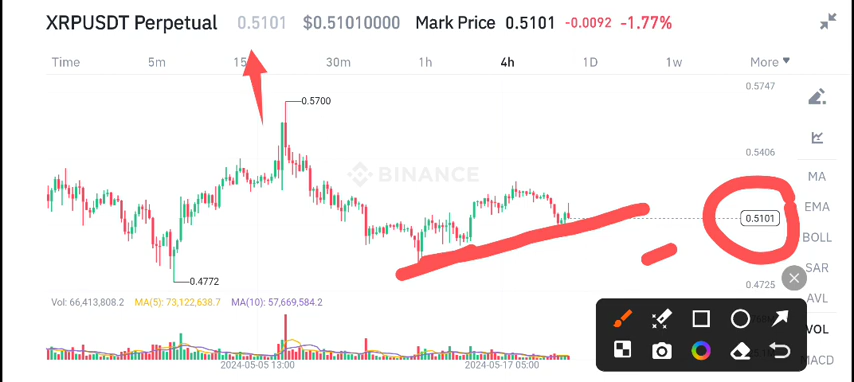 XRPUSDT Perpetual 0.5101 $0.51010000 Mark Price 0.5101 -0.0092 -1.77%
Time 5m 30m 1h 4h 1D 1w More
0.5747
0.5700
0.5406
BINANCE
MA
EMA
0.5101
BOLL
SAR
0.4772
0.4725
AVL
Vol: 66,413,808.2 MA(5): 73,122,638.7 MA(10): 57,669,584.2
VOL
MACD
2024-05-05 13:00 2024-05-17 05:00